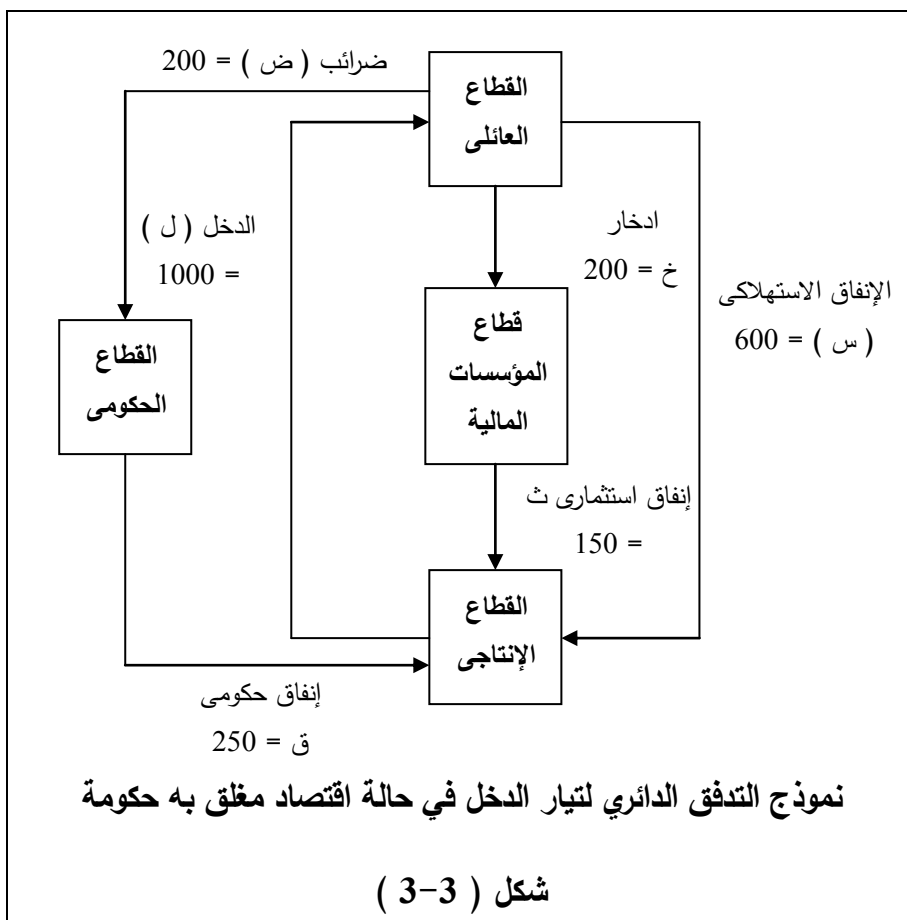 ضرائب ( ض ) = 200
القطاع
العائلى
الدخل ( ل )
= 1000
ادخار
خ = 200
الإنفاق الاستهلاكى
( س ) = 600
القطاع
الحكومى
قطاع
المؤسسات
المالية
إنفاق استثمارى ث
= 150
القطاع
الإنتاجى
إنفاق حكومى
ق = 250
نموذج التدفق الدائري لتيار الدخل في حالة اقتصاد مغلق به حكومة
شكل ( 3-3 )